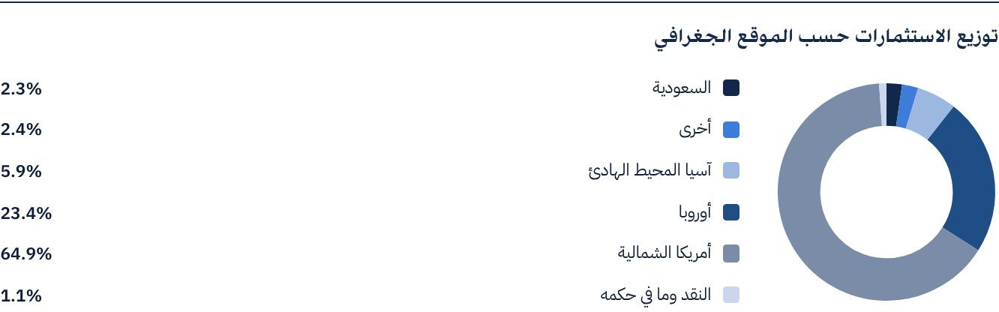 توزيع الاستثمارات حسب الموقع الجغرافي
السعودية 2.3%
أخرى 2.4%
آسيا المحيط الهادئ 5.9%
أوروبا 23.4%
أمريكا الشمالية 64.9%
النقد وما في حكمه 1.1%